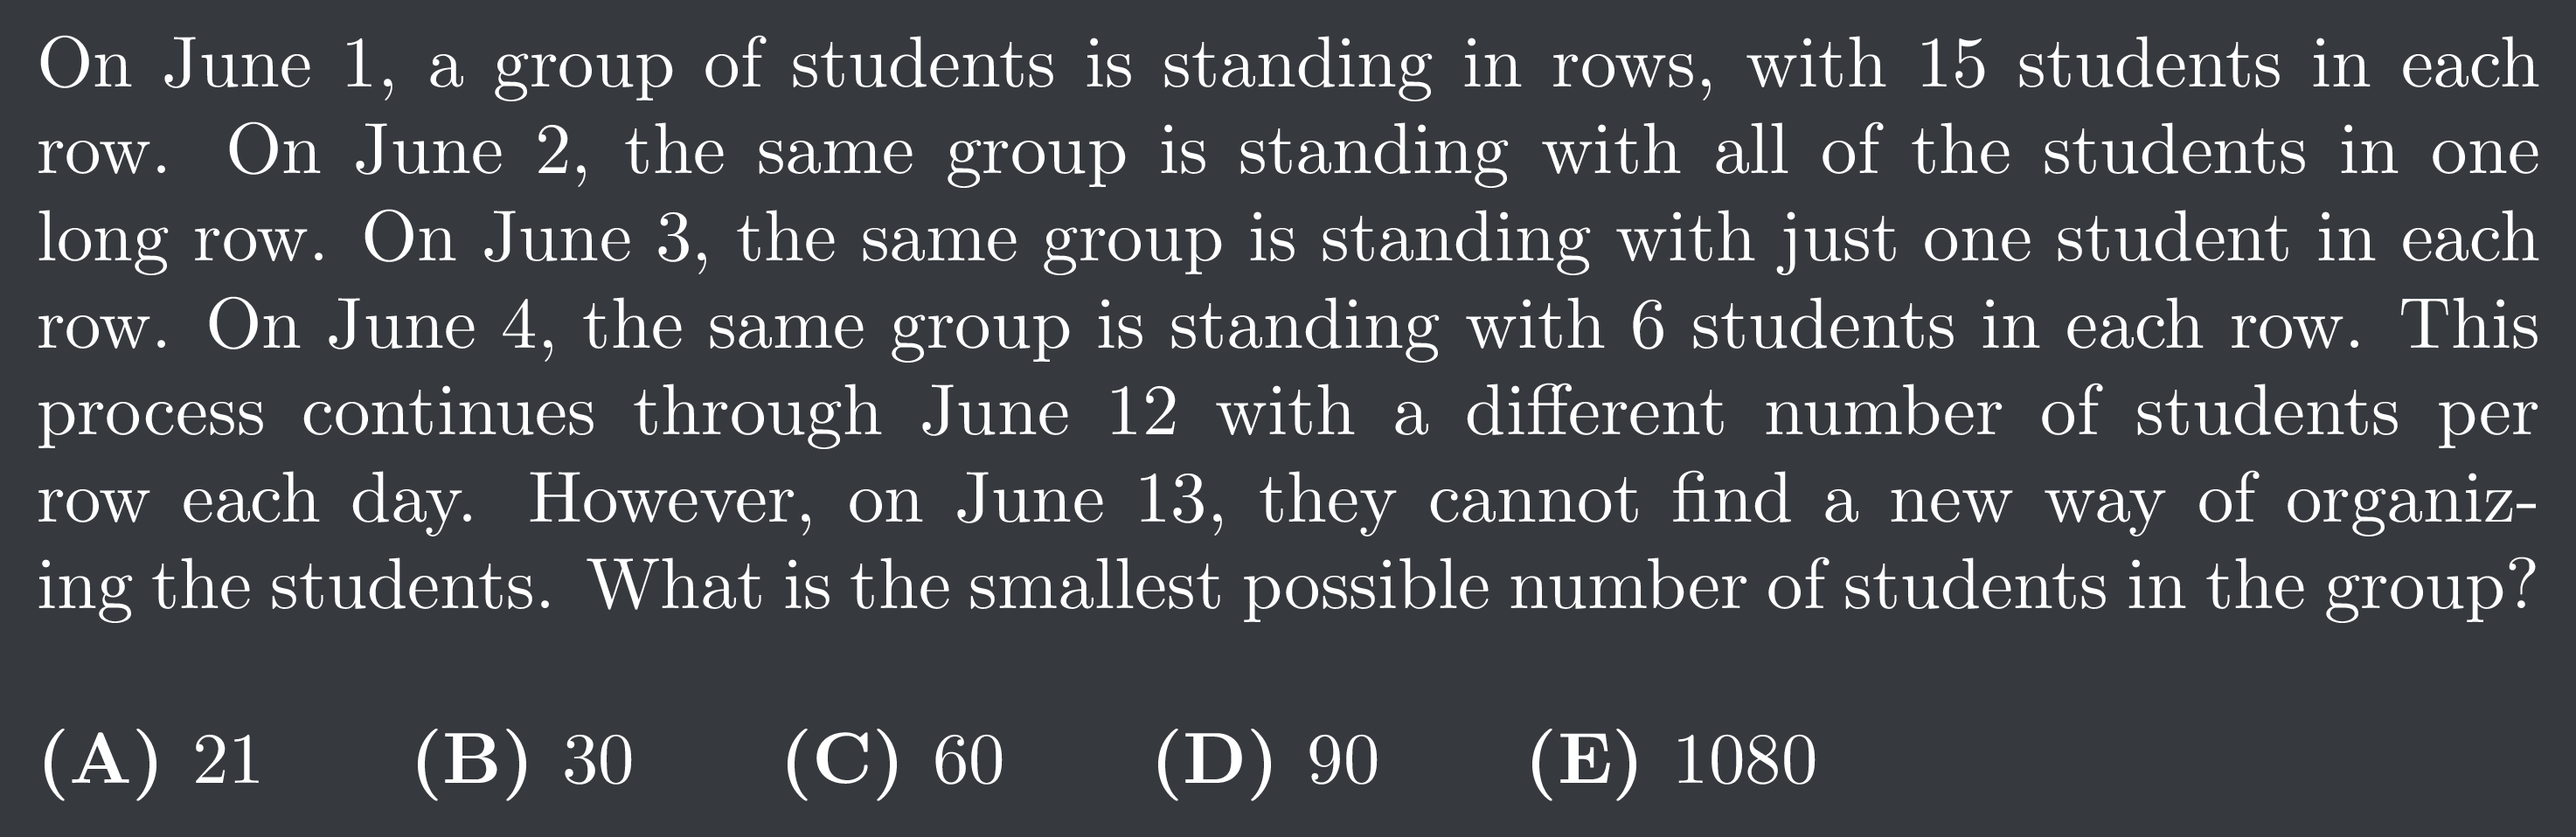 On June 1, a group of students is standing in rows, with 15 students in each
row. On June 2, the same group is standing with all of the students in one
long row. On June 3, the same group is standing with just one student in each
row. On June 4, the same group is standing with 6 students in each row. This
process continues through June 12 with a different number of students per
row each day. However, on June 13, they cannot find a new way of organiz-
ing the students. What is the smallest possible number of students in the group?
(A) 21 (B) 30 (C) 60 (D) 90 (E) 1080